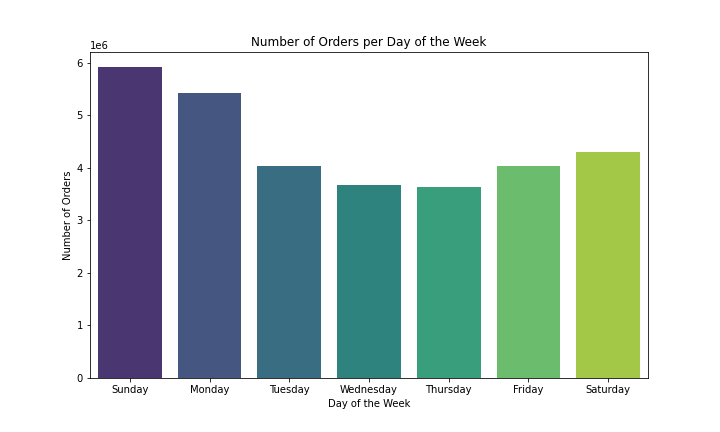 Number of Orders per Day of the Week
1e6
6
5
4
3
2
1
0
Number of Orders
Sunday Monday Tuesday Wednesday Thursday Friday Saturday
Day of the Week